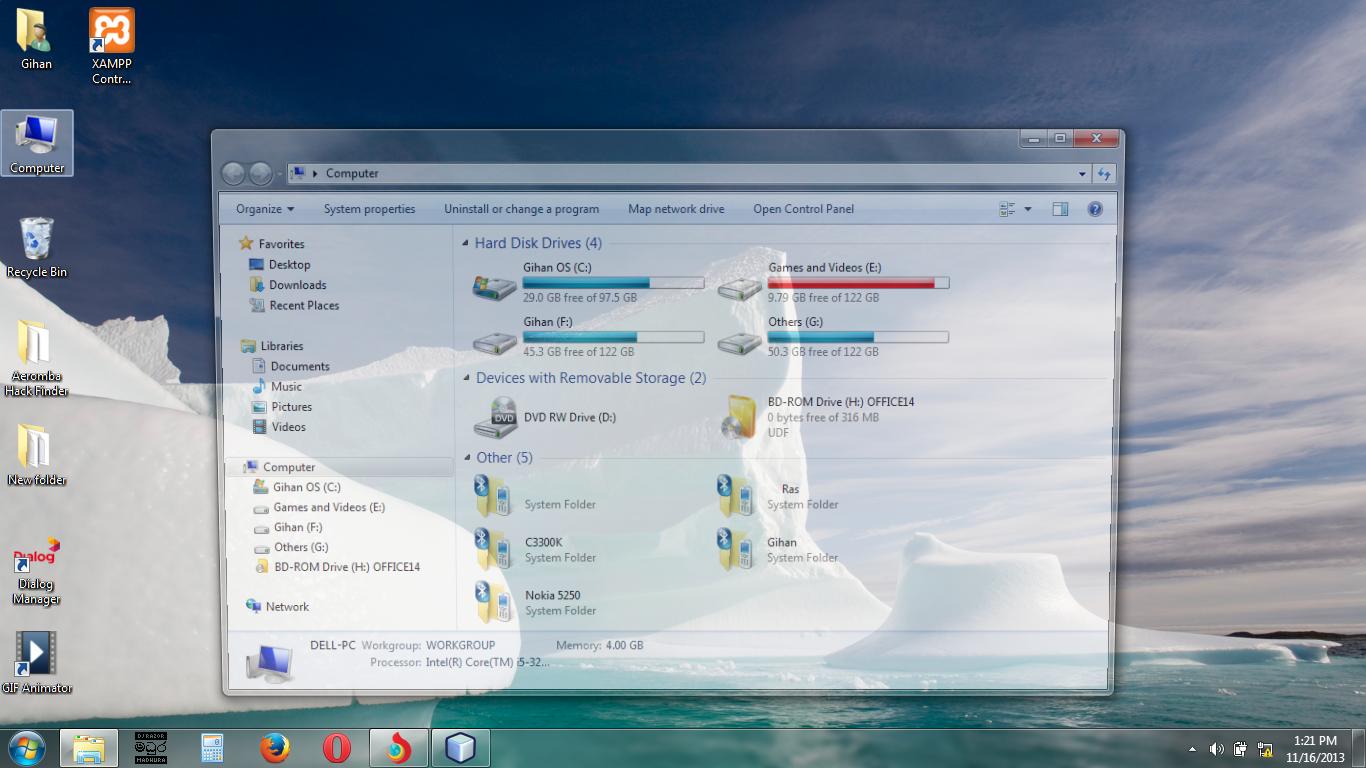 Gihan
XAMPP
Contr...
Computer
Recycle Bin
Aeromba
Hack Finder
New folder
Dialog
Dialog
Manager
GIF Animator
Computer
Organize
System properties
Uninstall or change a program
Map network drive
Open Control Panel
Favorites
Desktop
Downloads
Recent Places
Libraries
Documents
Music
Pictures
Videos
Computer
Gihan OS (C:)
Games and Videos (E:)
Gihan (F:)
Others (G:)
BD-ROM Drive (H:) OFFICE14
Network
Hard Disk Drives (4)
Gihan OS (C:)
29.0 GB free of 97.5 GB
Games and Videos (E:)
9.79 GB free of 122 GB
Gihan (F:)
45.3 GB free of 122 GB
Others (G:)
50.3 GB free of 122 GB
Devices with Removable Storage (2)
DVD
DVD RW Drive (D:)
BD-ROM Drive (H:) OFFICE14
0 bytes free of 316 MB
UDF
Other (5)
System Folder
Ras
System Folder
C3300K
System Folder
Gihan
System Folder
Nokia 5250
System Folder
DELL-PC Workgroup: WORKGROUP Memory: 4.00 GB
Processor: Intel(R) Core(TM) i5-32...
DJ RAZOR
MADHURA
1:21 PM
11/16/2013